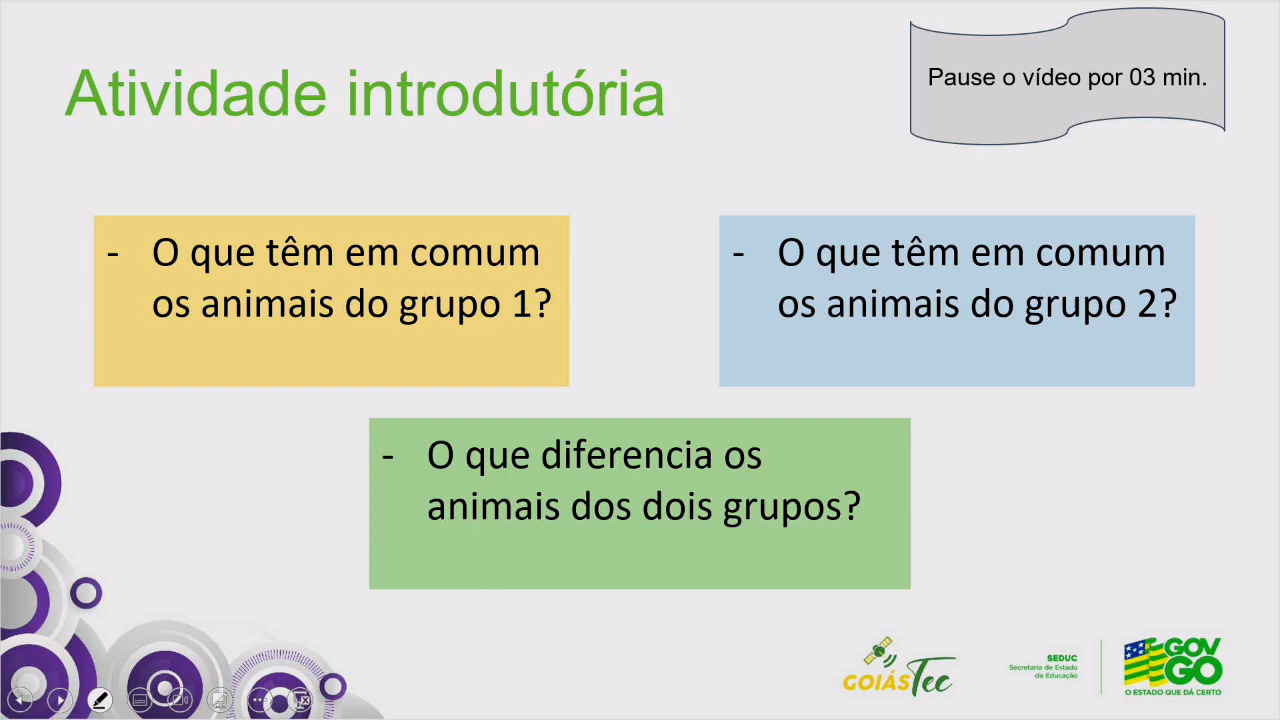 Pause o vídeo por 03 min.
Atividade introdutória
- O que têm em comum
os animais do grupo 1?
- O que têm em comum
os animais do grupo 2?
- O que diferencia os
animais dos dois grupos?
GOIÁS Tec
SEDUC
Secretaria de Estado
da Educação
GOV
GO
O ESTADO QUE DÁ CERTO